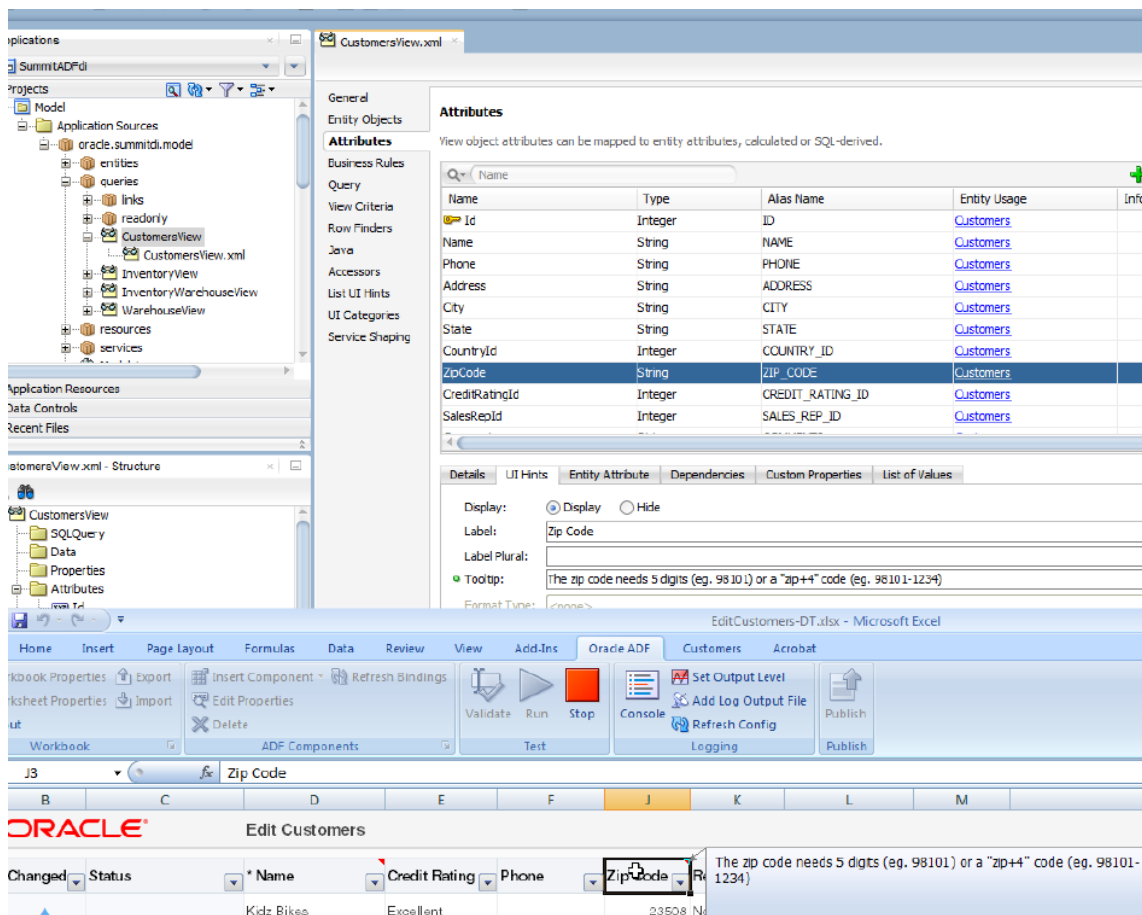 pplications
CustomersView.xml
SummitADFdi
Projects
Model
Application Sources
oracle.summitdi.model
entities
queries
links
readonly
CustomersView
CustomersView.xml
InventoryView
InventoryWarehouseView
WarehouseView
resources
services
Application Resources
Data Controls
Recent Files
General
Entity Objects
Attributes
Business Rules
Query
View Criteria
Row Finders
Java
Accessors
List UI Hints
UI Categories
Service Shaping
Attributes
View object attributes can be mapped to entity attributes, calculated or SQL-derived.
Name
Name Type Alias Name Entity Usage Info
Id Integer ID Customers
Name String NAME Customers
Phone String PHONE Customers
Address String ADDRESS Customers
City String CITY Customers
State String STATE Customers
CountryId Integer COUNTRY_ID Customers
ZipCode String ZIP_CODE Customers
CreditRatingId Integer CREDIT_RATING_ID Customers
SalesRepId Integer SALES_REP_ID Customers
stomersView.xml - Structure
CustomersView
SQLQuery
Data
Properties
Attributes
Id
Details UI Hints Entity Attribute Dependencies Custom Properties List of Values
Display: Display Hide
Label: Zip Code
Label Plural:
Tooltip: The zip code needs 5 digits (eg. 98101) or a "zip+4" code (eg. 98101-1234)
Format Type: <none>
EditCustomers-DT.xlsx - Microsoft Excel
Home Insert Page Layout Formulas Data Review View Add-Ins Oracle ADF Customers Acrobat
rkbook Properties Export Insert Component Refresh Bindings Set Output Level
rksheet Properties Import Edit Properties Validate Run Stop Console Add Log Output File Publish
ut Delete Refresh Config
Workbook ADF Components Test Logging Publish
J3 fx Zip Code
B C D E F J K L M
ORACLE Edit Customers
Changed Status * Name Credit Rating Phone Zip Code Re
The zip code needs 5 digits (eg. 98101) or a "zip+4" code (eg. 98101-
1234)
Kidz Bikes Excellent 23508 No